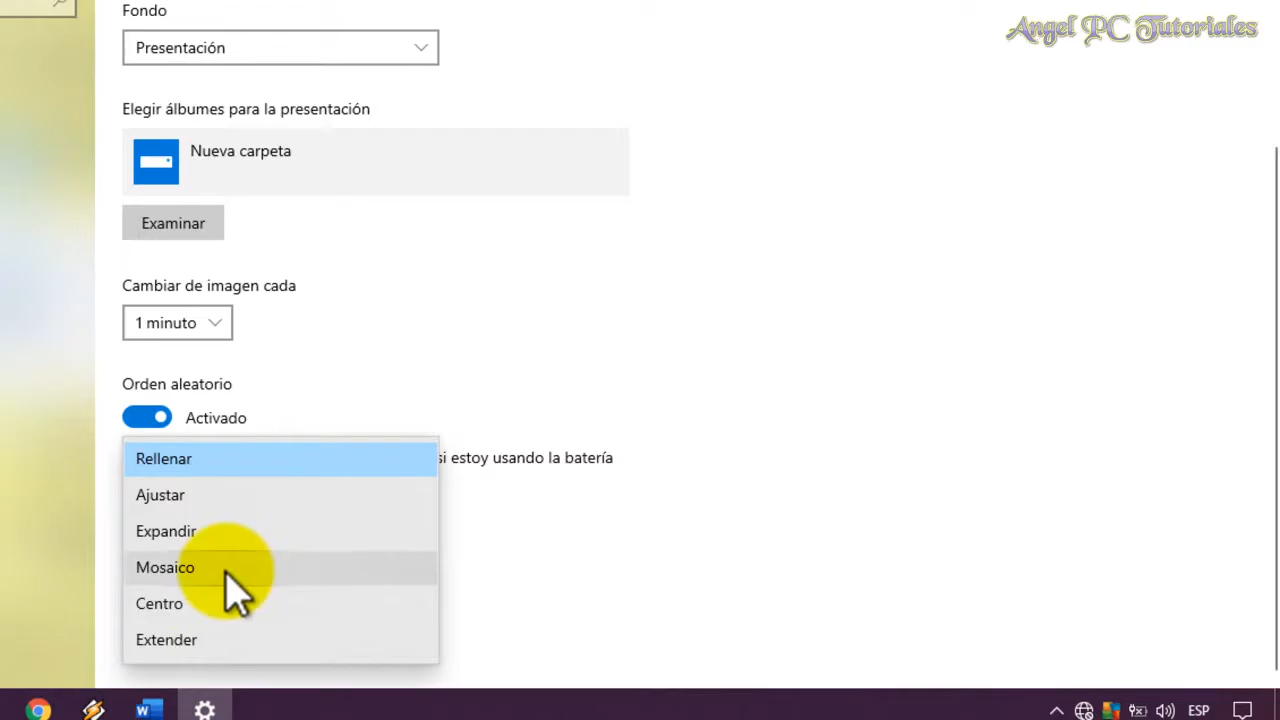 Fondo
Angel PC Tutoriales
Presentación
Elegir álbumes para la presentación
Nueva carpeta
Examinar
Cambiar de imagen cada
1 minuto
Orden aleatorio
Activado
Rellenar
si estoy usando la batería
Ajustar
Expandir
Mosaico
Centro
Extender
W
ESP